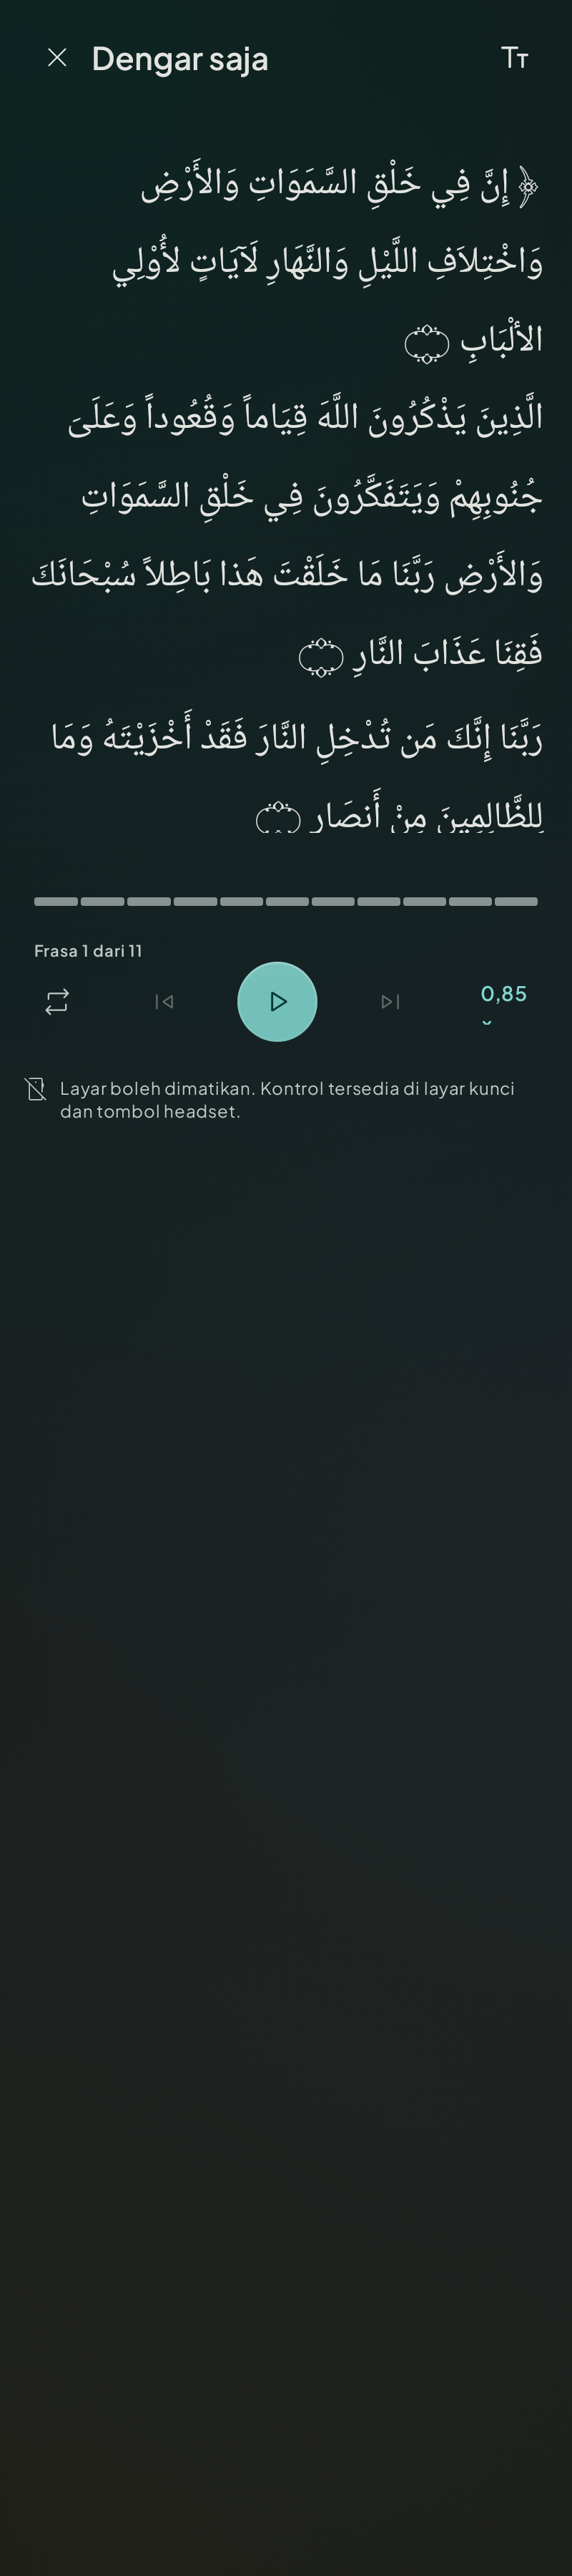 Dengar saja
Tт
﴿ إِنَّ فِي خَلْقِ السَّمَوَاتِ وَالأَرْضِ
وَاخْتِلاَفِ اللَّيْلِ وَالنَّهَارِ لَآيَاتٍ لأُوْلِي
الألْبَابِ ۝
الَّذِينَ يَذْكُرُونَ اللَّهَ قِيَاماً وَقُعُوداً وَعَلَىَ
جُنُوبِهِمْ وَيَتَفَكَّرُونَ فِي خَلْقِ السَّمَوَاتِ
وَالأَرْضِ رَبَّنَا مَا خَلَقْتَ هَذا بَاطِلاً سُبْحَانَكَ
فَقِنَا عَذَابَ النَّارِ ۝
رَبَّنَا إِنَّكَ مَن تُدْخِلِ النَّارَ فَقَدْ أَخْزَيْتَهُ وَمَا
لِلظَّالِمِينَ مِنْ أَنصَارٍ ۝
Frasa 1 dari 11
0,85
Layar boleh dimatikan. Kontrol tersedia di layar kunci
dan tombol headset.